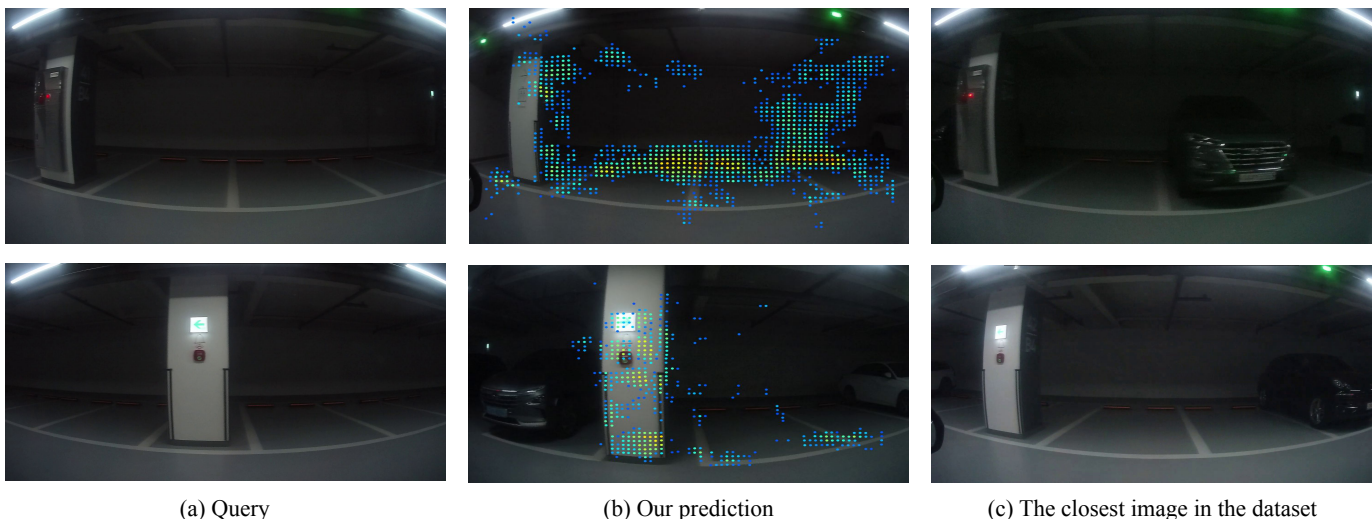 (a) Query
(b) Our prediction
(c) The closest image in the dataset